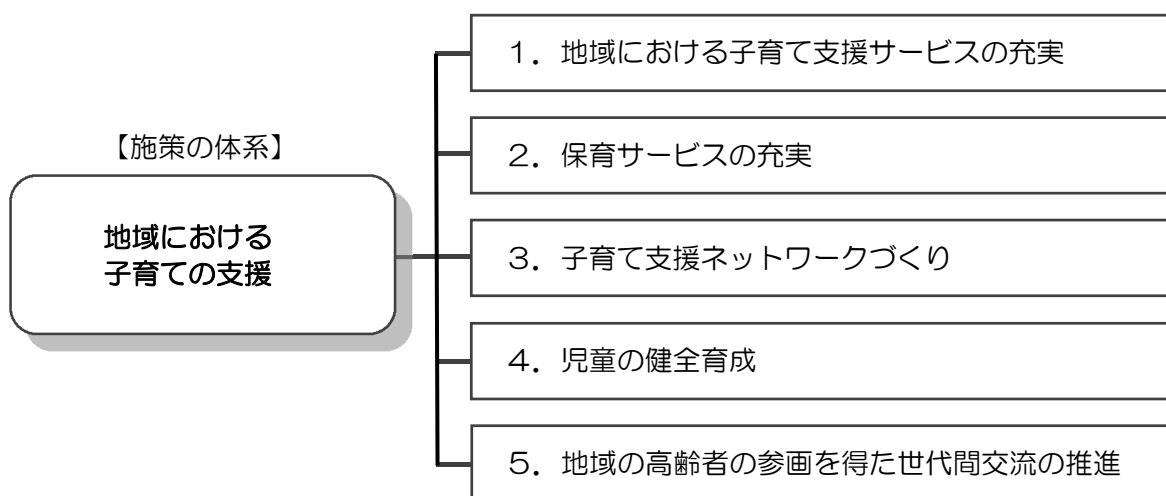 【施策の体系】
地域における
子育ての支援
1．地域における子育て支援サービスの充実
2．保育サービスの充実
3．子育て支援ネットワークづくり
4．児童の健全育成
5．地域の高齢者の参画を得た世代間交流の推進